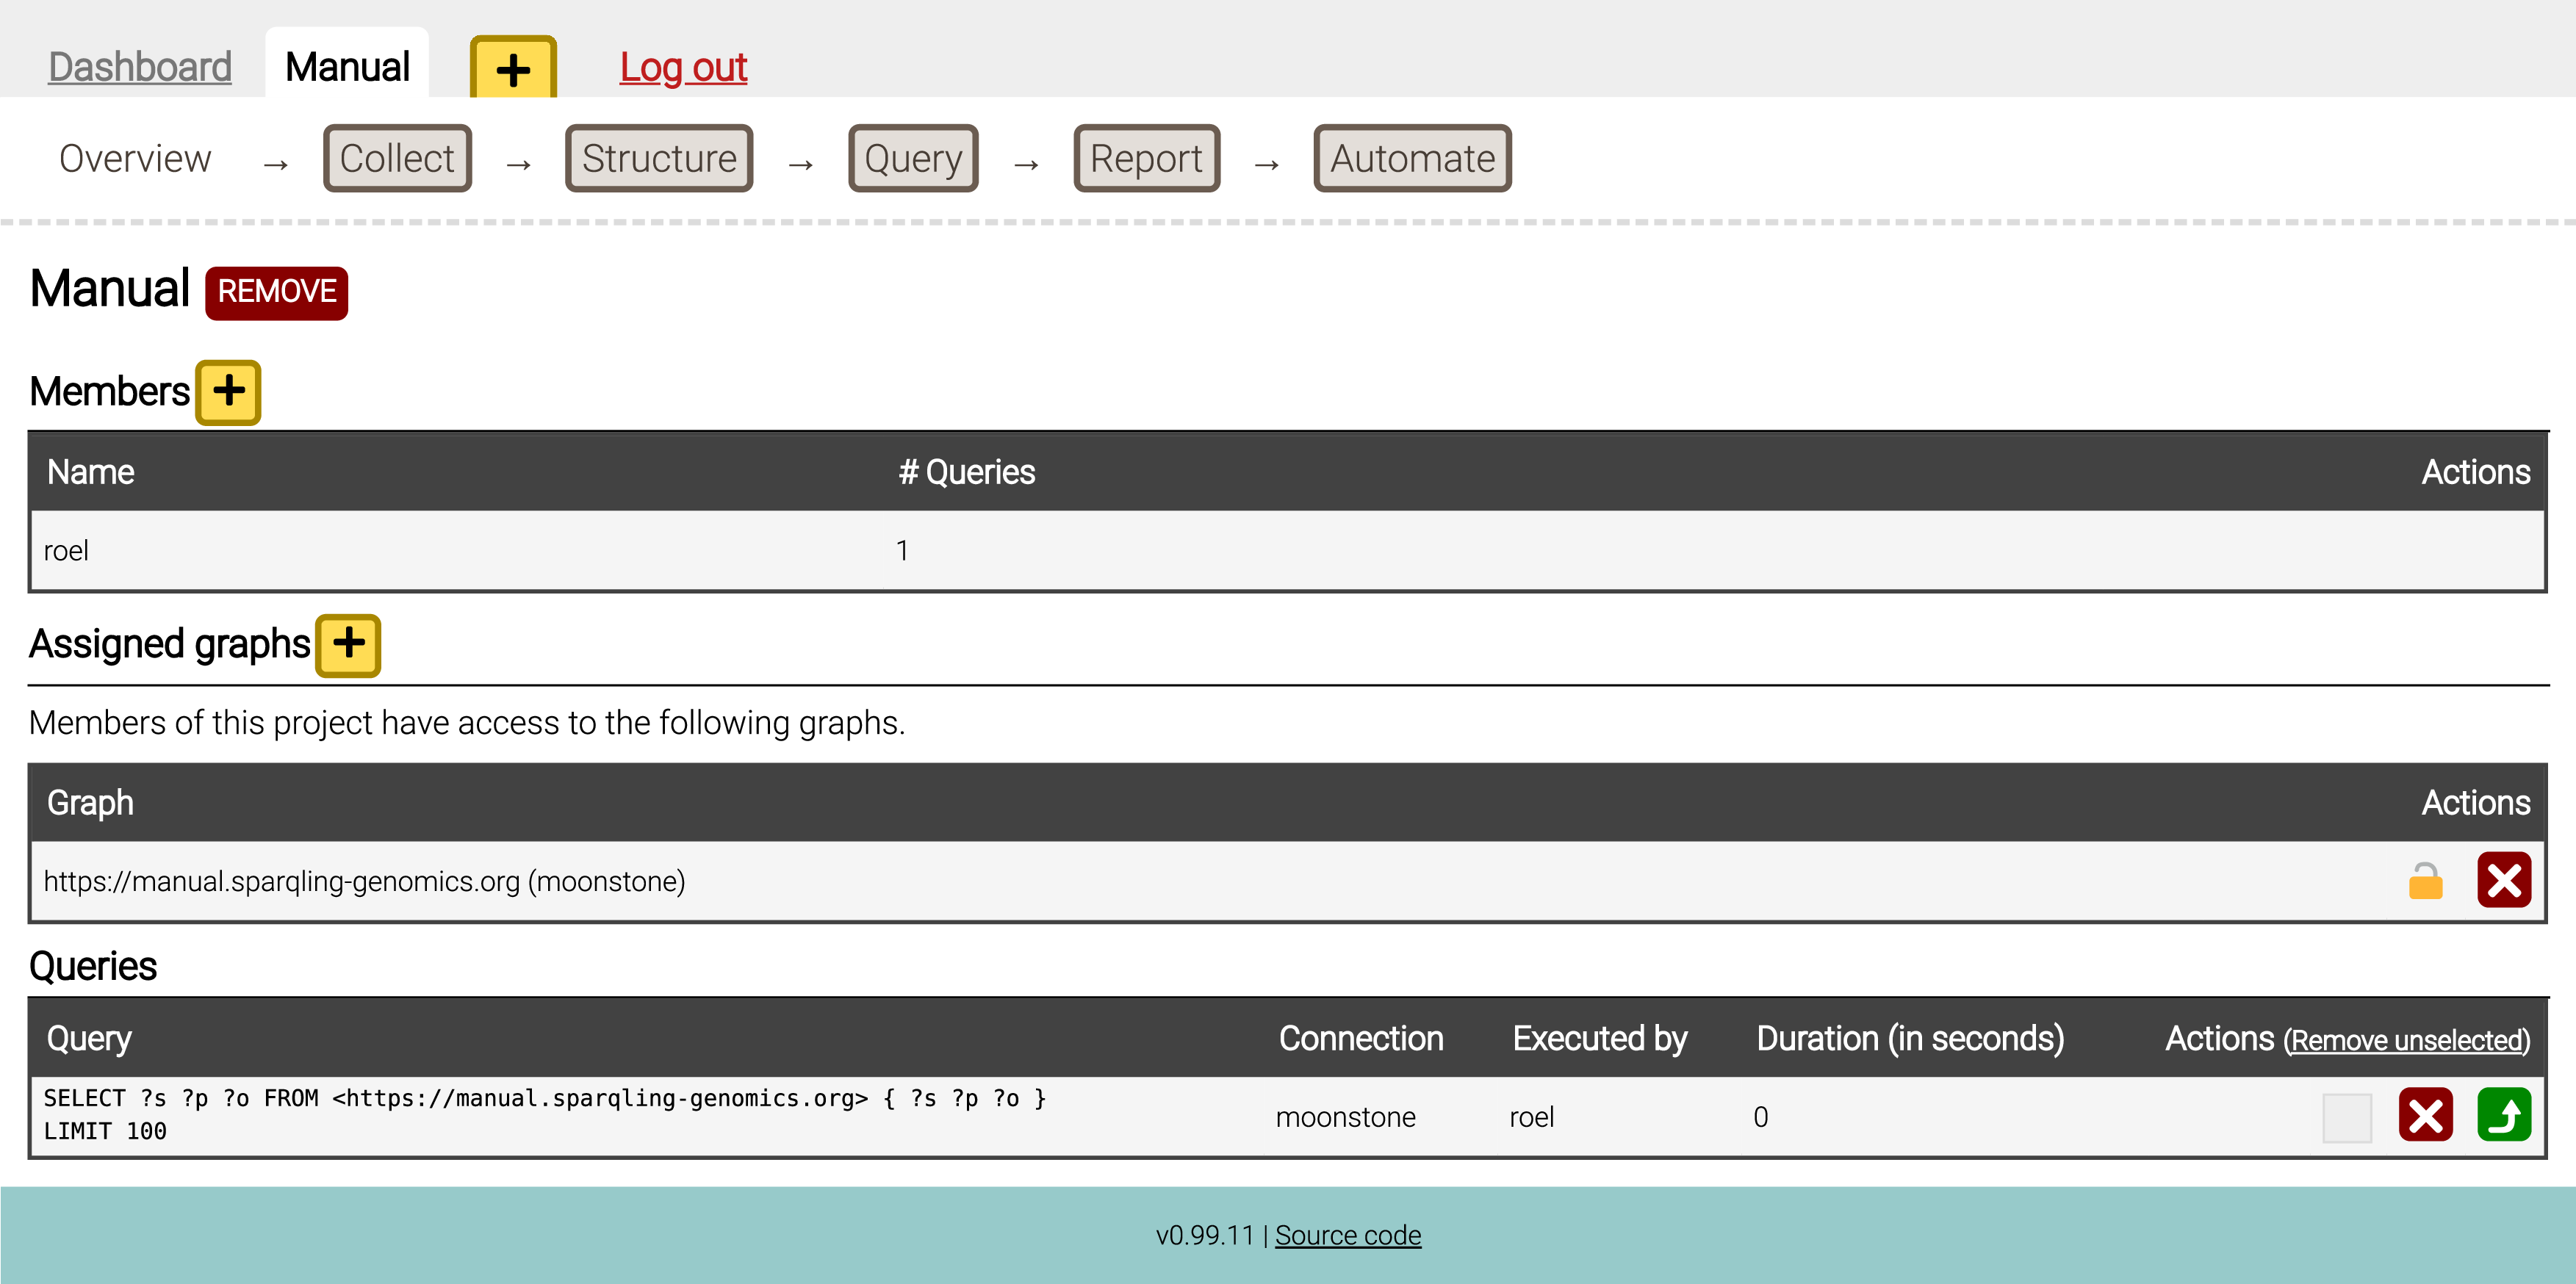 Dashboard Manual + Log out
Overview → Collect → Structure → Query → Report → Automate
Manual REMOVE
Members +
Name # Queries Actions
roel 1
Assigned graphs +
Members of this project have access to the following graphs.
Graph Actions
https://manual.sparqling-genomics.org (moonstone)
Queries
Query Connection Executed by Duration (in seconds) Actions (Remove unselected)
SELECT ?s ?p ?o FROM <https://manual.sparqling-genomics.org> { ?s ?p ?o }
LIMIT 100
moonstone roel 0
v0.99.11 | Source code